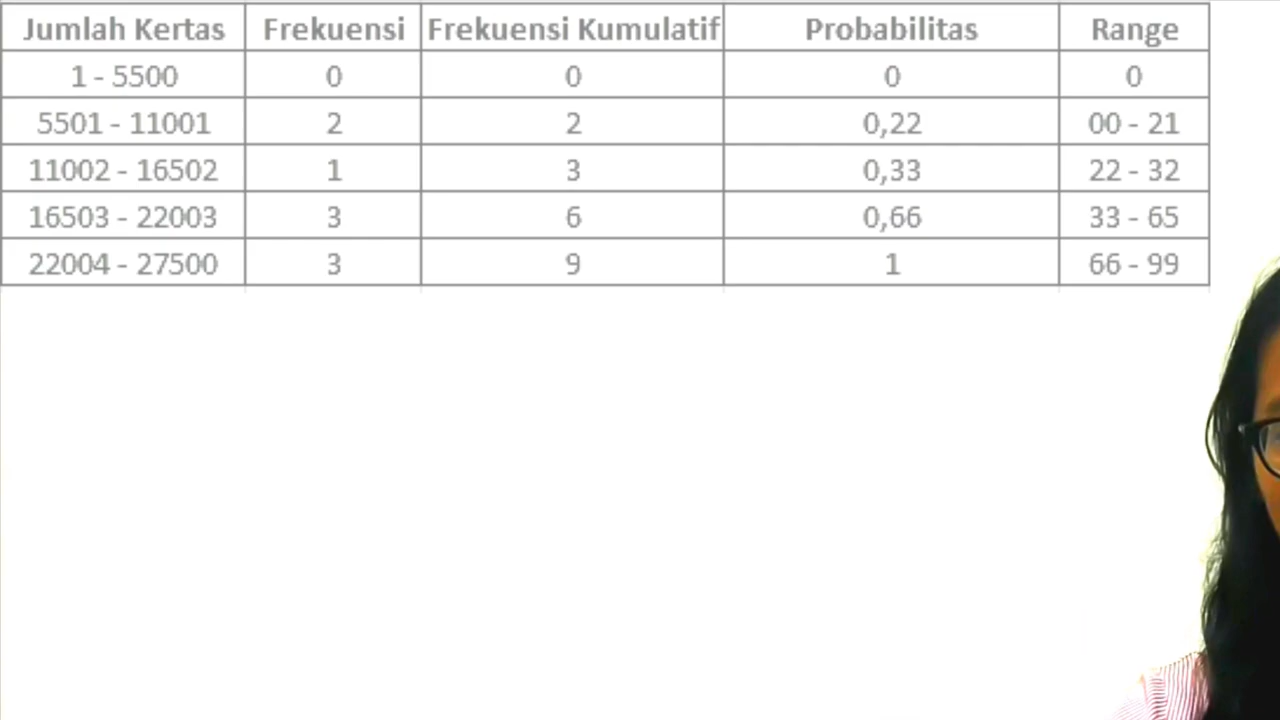 Jumlah Kertas Frekuensi Frekuensi Kumulatif Probabilitas Range
1 - 5500 0 0 0 0
5501 - 11001 2 2 0,22 00 - 21
11002 - 16502 1 3 0,33 22 - 32
16503 - 22003 3 6 0,66 33 - 65
22004 - 27500 3 9 1 66 - 99